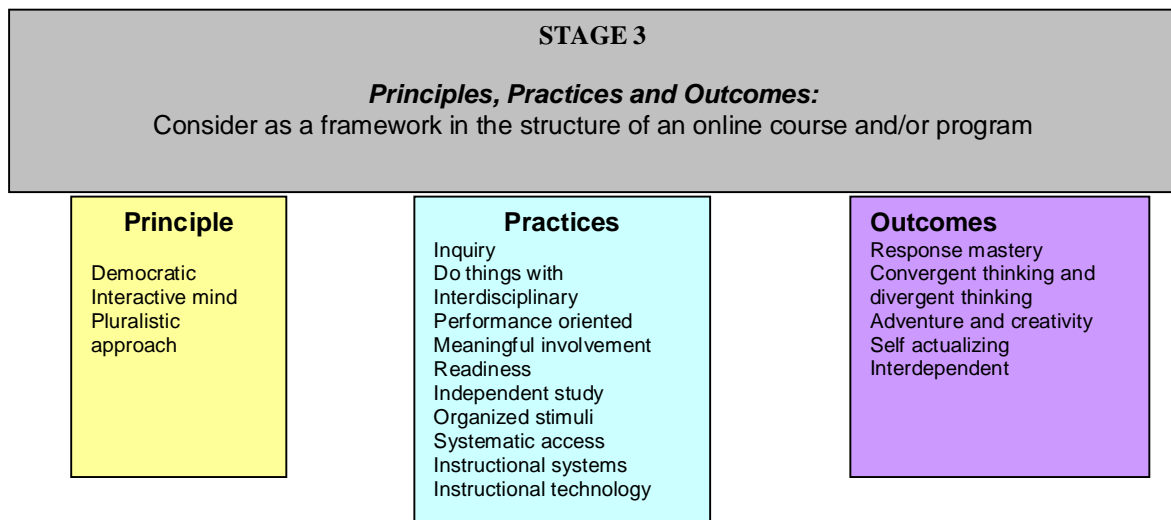 STAGE 3
Principles, Practices and Outcomes:
Consider as a framework in the structure of an online course and/or program
Principle
Democratic
Interactive mind
Pluralistic
approach
Practices
Inquiry
Do things with
Interdisciplinary
Performance oriented
Meaningful involvement
Readiness
Independent study
Organized stimuli
Systematic access
Instructional systems
Instructional technology
Outcomes
Response mastery
Convergent thinking and
divergent thinking
Adventure and creativity
Self actualizing
Interdependent